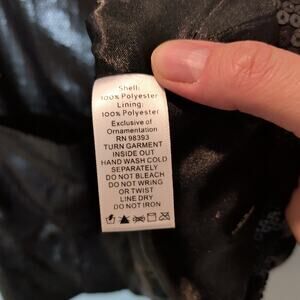 Shell:
100% Polyester
Lining:
100% Polyester
Exclusive of
Ornamentation
RN 98393
TURN GARMENT
INSIDE OUT
HAND WASH COLD
SEPARATELY
DO NOT BLEACH
DO NOT WRING
OR TWIST
LINE DRY
DO NOT IRON